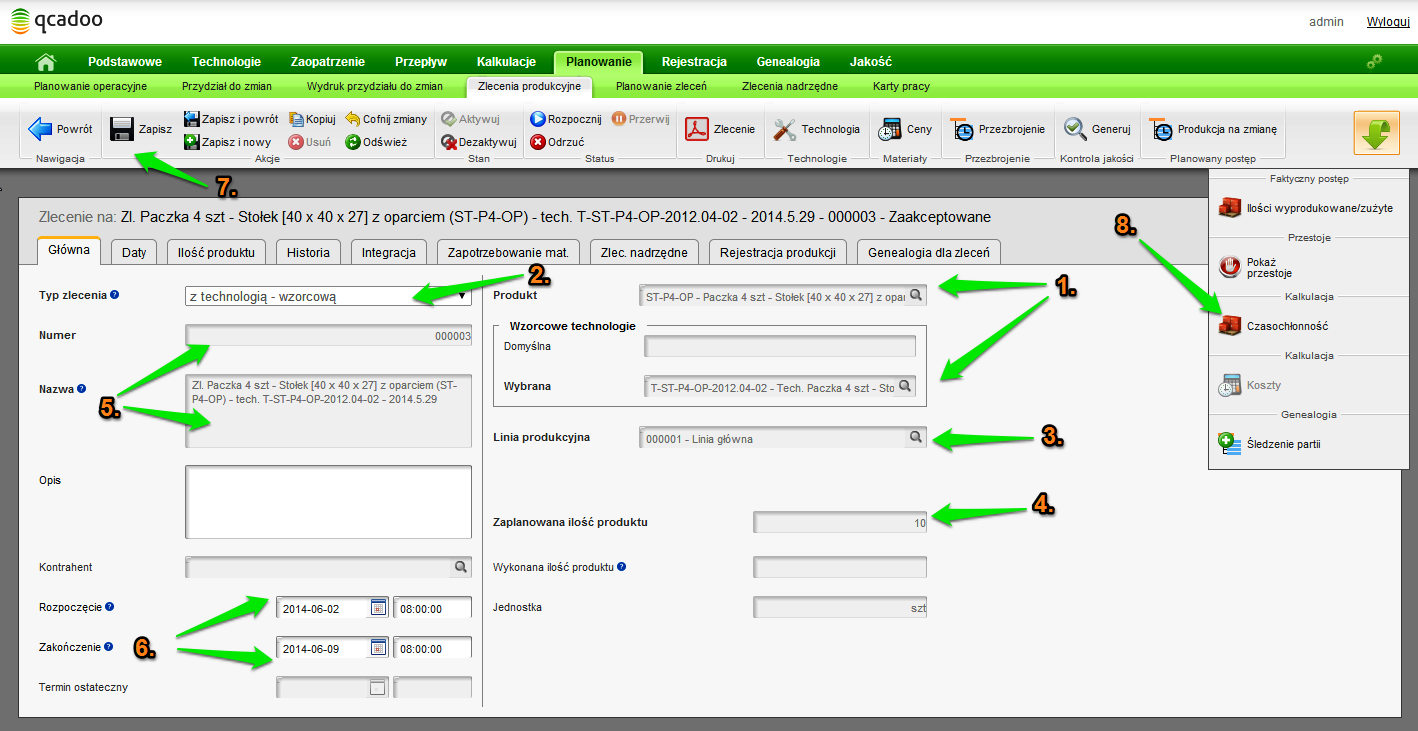 qcadoo
admin Wyloguj
Podstawowe Technologie Zaopatrzenie Przepływ Kalkulacje Planowanie Rejestracja Genealogia Jakość
Planowanie operacyjne Przydział do zmian Wydruk przydziału do zmian Zlecenia produkcyjne Planowanie zleceń Zlecenia nadrzędne Karty pracy
Powrót Zapisz Zapisz i powrót Kopiuj Cofnij zmiany Aktywuj Rozpocznij Przerwij Zlecenie Technologia Ceny Przezbrojenie Generuj Produkcja na zmianę
Zapisz i nowy Usuń Odśwież Dezaktywuj Odrzuć
Nawigacja Akcje Stan Status Drukuj Technologie Materiały Przezbrojenie Kontrola jakości Planowany postęp
7.
Faktyczny postęp
Ilości wyprodukowane/zużyte
Przestoje
Pokaż
przestoje
Kalkulacja
Czasochłonność
Kalkulacja
Koszty
Genealogia
Śledzenie partii
8.
Zlecenie na: Zl. Paczka 4 szt - Stołek [40 x 40 x 27] z oparciem (ST-P4-OP) - tech. T-ST-P4-OP-2012.04-02 - 2014.5.29 - 000003 - Zaakceptowane
Główna Daty Ilość produktu Historia Integracja Zapotrzebowanie mat. Zlec. nadrzędne Rejestracja produkcji Genealogia dla zleceń
Typ zlecenia z technologią - wzorcową
2.
Numer 000003
Nazwa Zl. Paczka 4 szt - Stołek [40 x 40 x 27] z oparciem (ST-
P4-OP) - tech. T-ST-P4-OP-2012.04-02 - 2014.5.29
5.
Opis
Kontrahent
Rozpoczęcie 2014-06-02 08:00:00
Zakończenie 2014-06-09 08:00:00
6.
Termin ostateczny
Produkt ST-P4-OP - Paczka 4 szt - Stołek [40 x 40 x 27] z opar
1.
Wzorcowe technologie
Domyślna
Wybrana T-ST-P4-OP-2012.04-02 - Tech. Paczka 4 szt - Sto
Linia produkcyjna 000001 - Linia główna
3.
Zaplanowana ilość produktu 10
4.
Wykonana ilość produktu
Jednostka szt